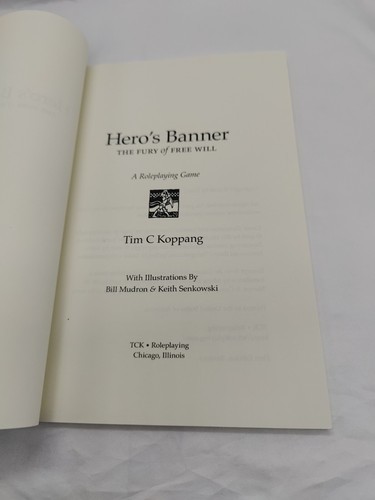 Hero's Banner
THE FURY of FREE WILL
A Roleplaying Game
Tim C Koppang
With Illustrations By
Bill Mudron & Keith Senkowski
TCK • Roleplaying
Chicago, Illinois